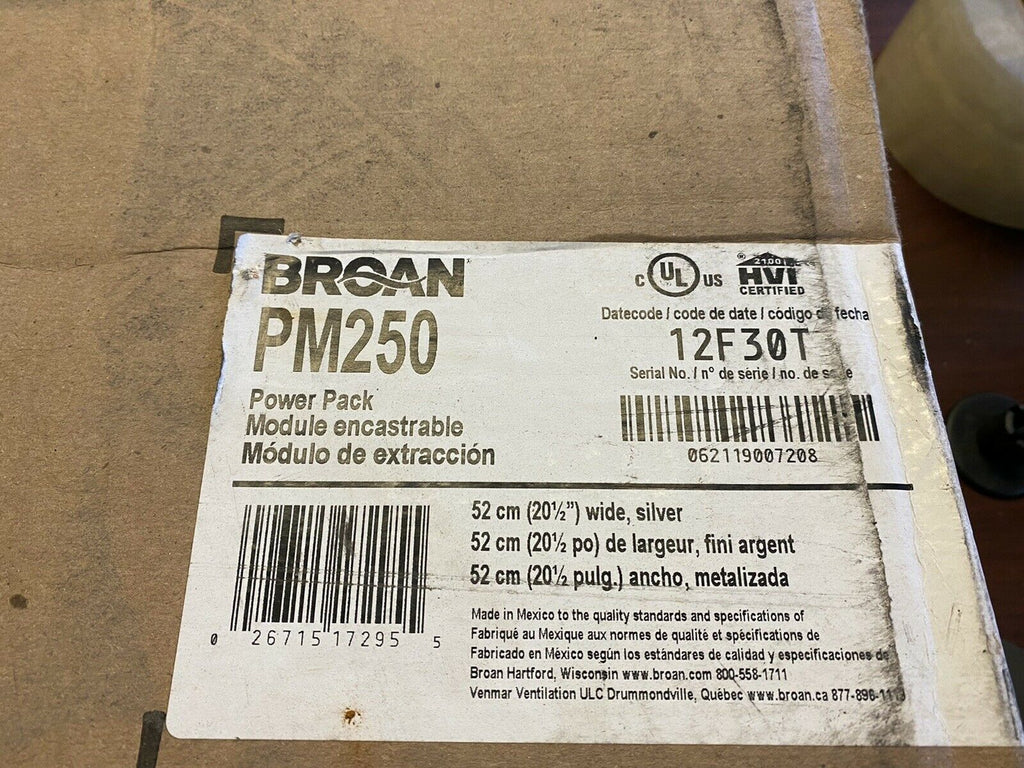 BROAN
PM250
Power Pack
Module encastrable
Módulo de extracción
C UL US
2100
HVI
CERTIFIED
Datecode / code de date / código de fecha
12F30T
Serial No. / n° de série / no. de serie
062119007208
0 26715 17295 5
52 cm (20½") wide, silver
52 cm (20½ po) de largeur, fini argent
52 cm (20½ pulg.) ancho, metalizada
Made in Mexico to the quality standards and specifications of
Fabriqué au Mexique aux normes de qualité et spécifications de
Fabricado en México según los estándares de calidad y especificaciones de
Broan Hartford, Wisconsin www.broan.com 800-558-1711
Venmar Ventilation ULC Drummondville, Québec www.broan.ca